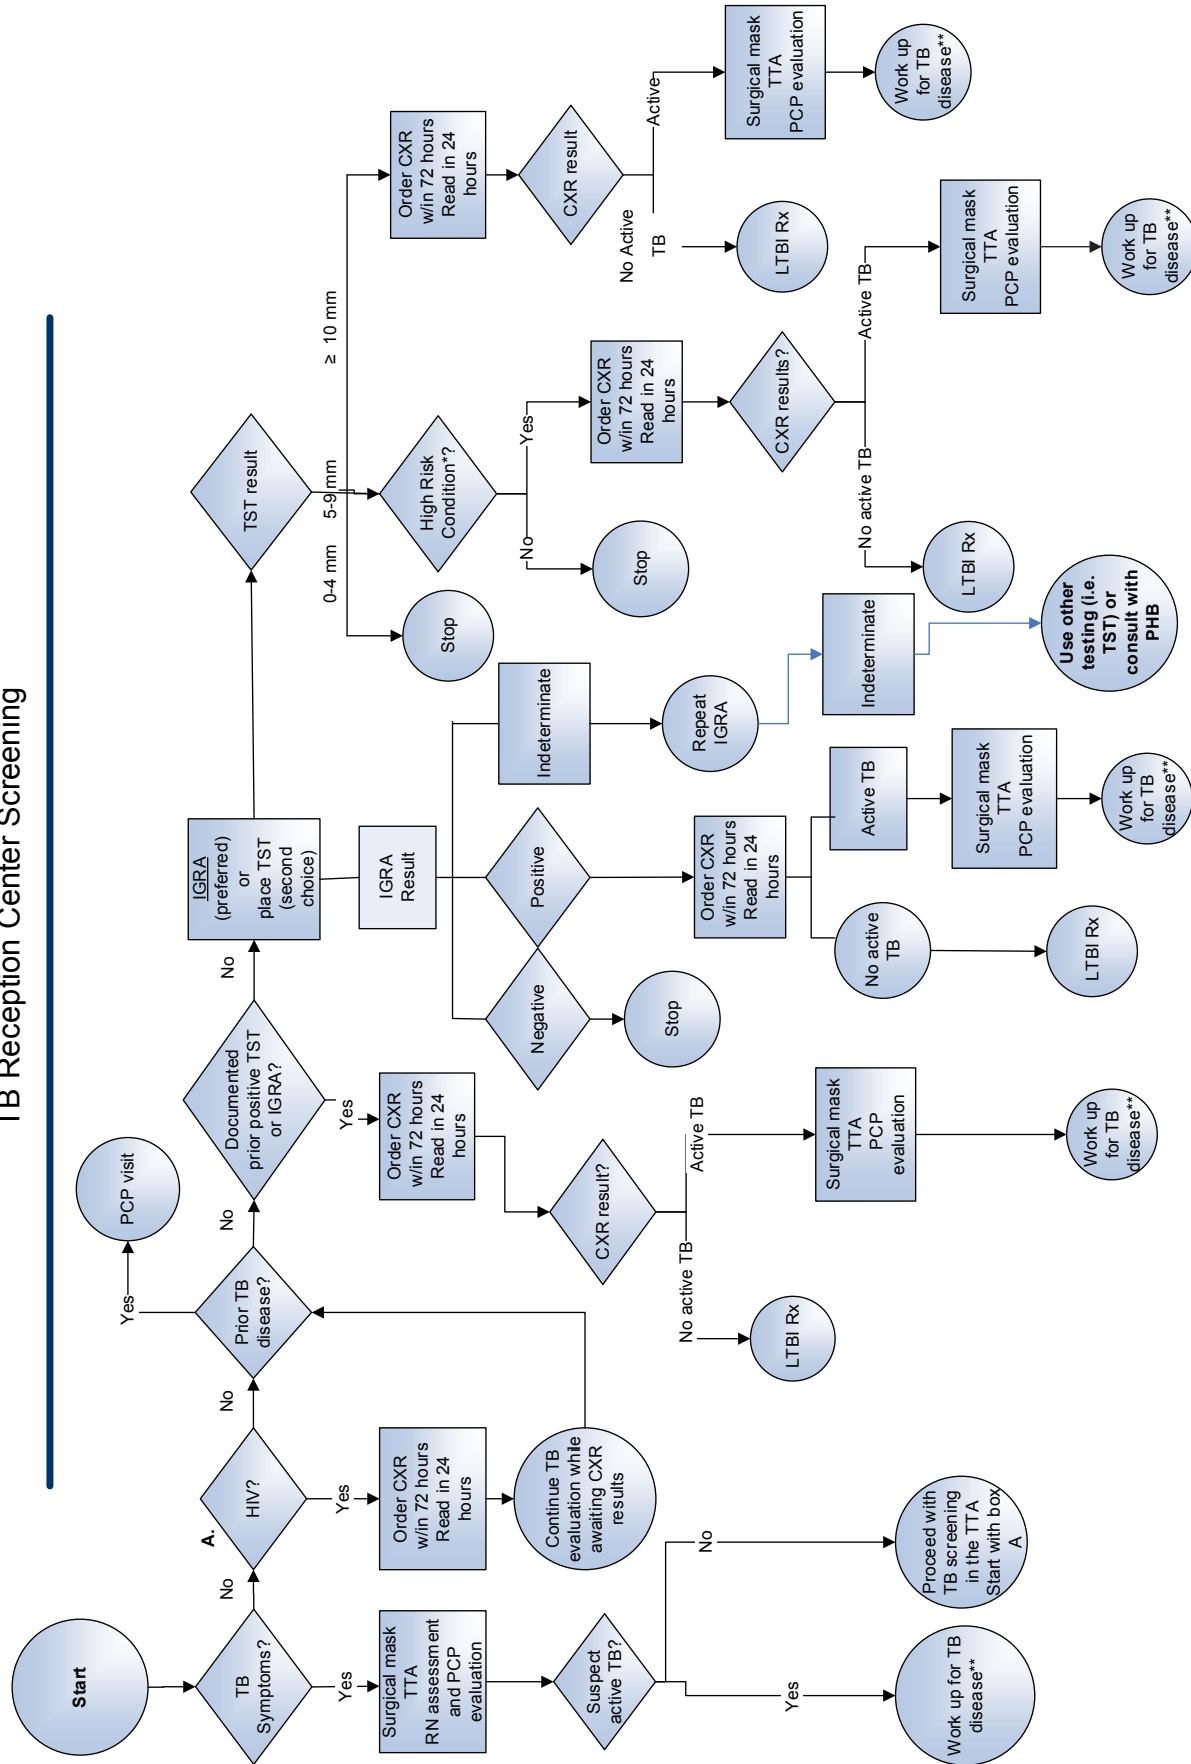 TB Reception Center Screening
Start
TB
Symptoms?
No
Yes
Surgical mask
TTA
RN assessment
and PCP
evaluation
Suspect
active TB?
Yes
Work up for TB
disease**
No
Proceed with
TB screening
in the TTA
Start with box
A
A.
HIV?
No
Yes
Order CXR
w/in 72 hours
Read in 24
hours
Continue TB
evaluation while
awaiting CXR
results
Prior TB
disease?
Yes
PCP visit
No
Documented
prior positive TST
or IGRA?
Yes
Order CXR
w/in 72 hours
Read in 24
hours
CXR result?
No active TB
LTBI Rx
Active TB
Surgical mask
TTA
PCP
evaluation
Work up
for TB
disease**
No
IGRA
(preferred)
or
place TST
(second
choice)
IGRA
Result
Negative
Stop
Positive
Order CXR
w/in 72 hours
Read in 24
hours
No active
TB
LTBI Rx
Active TB
Surgical mask
TTA
PCP evaluation
Work up
for TB
disease**
Indeterminate
Repeat
IGRA
Indeterminate
Use other
testing (i.e.
TST) or
consult with
PHB
TST result
0-4 mm
5-9 mm
≥ 10 mm
Stop
High Risk
Condition*?
No
Stop
Yes
Order CXR
w/in 72 hours
Read in 24
hours
CXR results?
No active TB
LTBI Rx
Active TB
Surgical mask
TTA
PCP evaluation
Work up
for TB
disease**
Order CXR
w/in 72 hours
Read in 24
hours
CXR result
No Active
TB
LTBI Rx
Active
Surgical mask
TTA
PCP evaluation
Work up
for TB
disease**